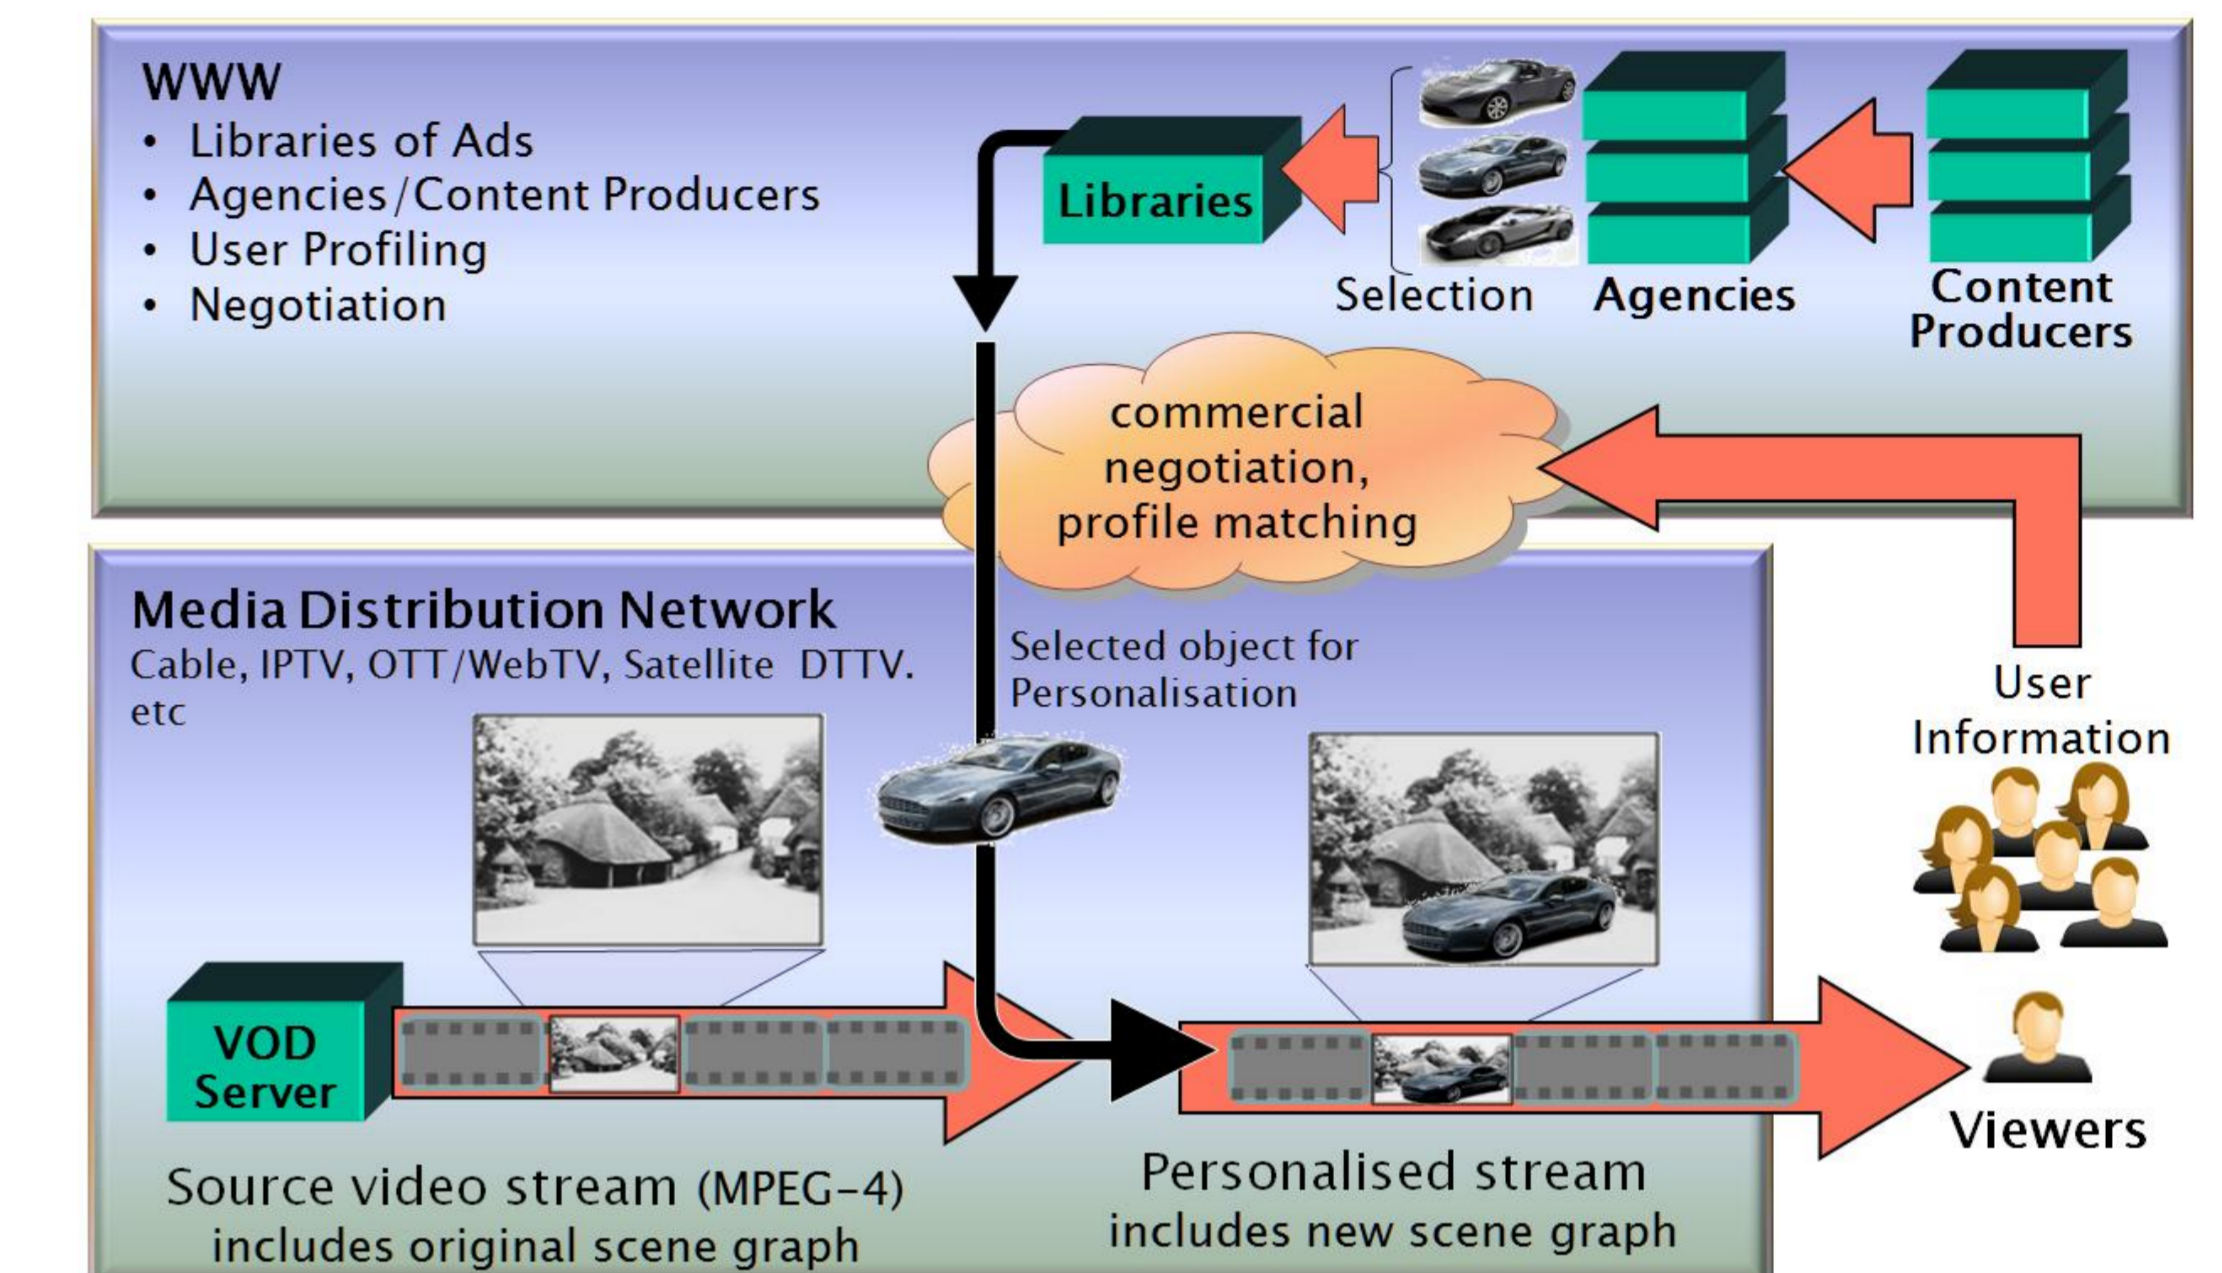 WWW
• Libraries of Ads
• Agencies/Content Producers
• User Profiling
• Negotiation
Libraries
Selection
Agencies
Content
Producers
commercial
negotiation,
profile matching
Media Distribution Network
Cable, IPTV, OTT/WebTV, Satellite DTTV.
etc
Selected object for
Personalisation
User
Information
VOD
Server
Viewers
Source video stream (MPEG-4)
includes original scene graph
Personalised stream
includes new scene graph